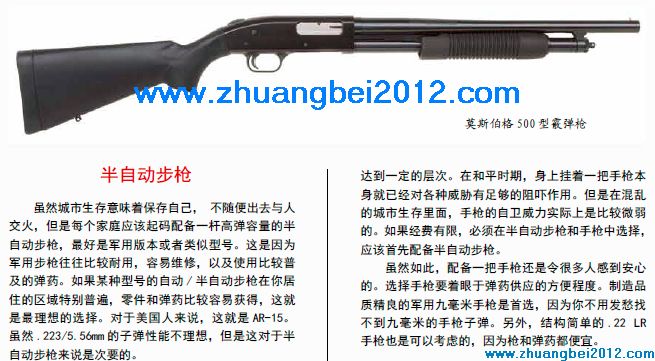 www.zhuangbei2012.com
莫斯伯格 500 型霰弹枪
半自动步枪
虽然城市生存意味着保存自己， 不随便出去与人
交火，但是每个家庭应该起码配备一杆高弹容量的半
自动步枪，最好是军用版本或者类似型号。这是因为
军用步枪往往比较耐用，容易维修，以及使用比较普
及的弹药。如果某种型号的自动/半自动步枪在你居
住的区域特别普遍，零件和弹药比较容易获得，这就
是最理想的选择。对于美国人来说，这就是 AR-15。
虽然.223/5.56mm 的子弹性能不理想，但是这对于半
自动步枪来说是次要的。
达到一定的层次。在和平时期，身上挂着一把手枪本
身就已经对各种威胁有足够的阻吓作用。但是在混乱
的城市生存里面，手枪的自卫威力实际上是比较微弱
的。如果经费有限，必须在半自动步枪和手枪中选择，
应该首先配备半自动步枪。
虽然如此，配备一把手枪还是令很多人感到安心
的。选择手枪要着眼于弹药供应的方便程度。制造品
质精良的军用九毫米手枪是首选，因为你不用发愁找
不到九毫米的手枪子弹。另外，结构简单的.22 LR
手枪也是可以考虑的，因为枪和弹药都便宜。
www.zhuangbei2012.com